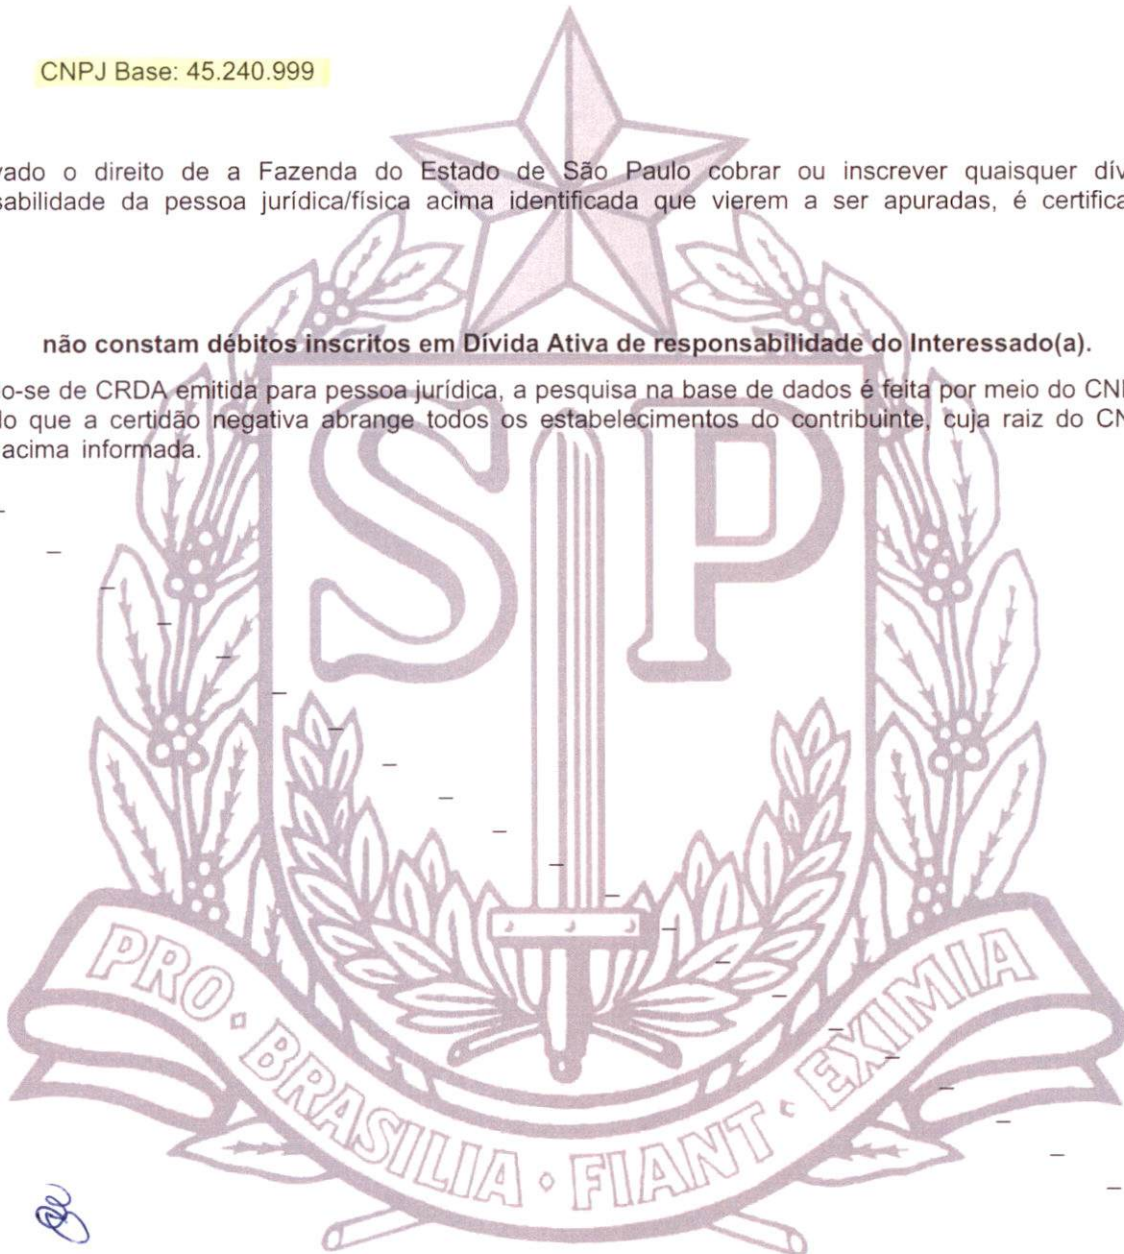 CNPJ Base: 45.240.999
vado o direito de a Fazenda do Estado de São Paulo cobrar ou inscrever quaisquer dív
sabilidade da pessoa jurídica/física acima identificada que vierem a ser apuradas, é certifica
não constam débitos inscritos em Dívida Ativa de responsabilidade do Interessado(a).
o-se de CRDA emitida para pessoa jurídica, a pesquisa na base de dados é feita por meio do CN
do que a certidão negativa abrange todos os estabelecimentos do contribuinte, cuja raiz do CN
acima informada.
SP
PRO • BRASILIA • FIANT • EXIMIA